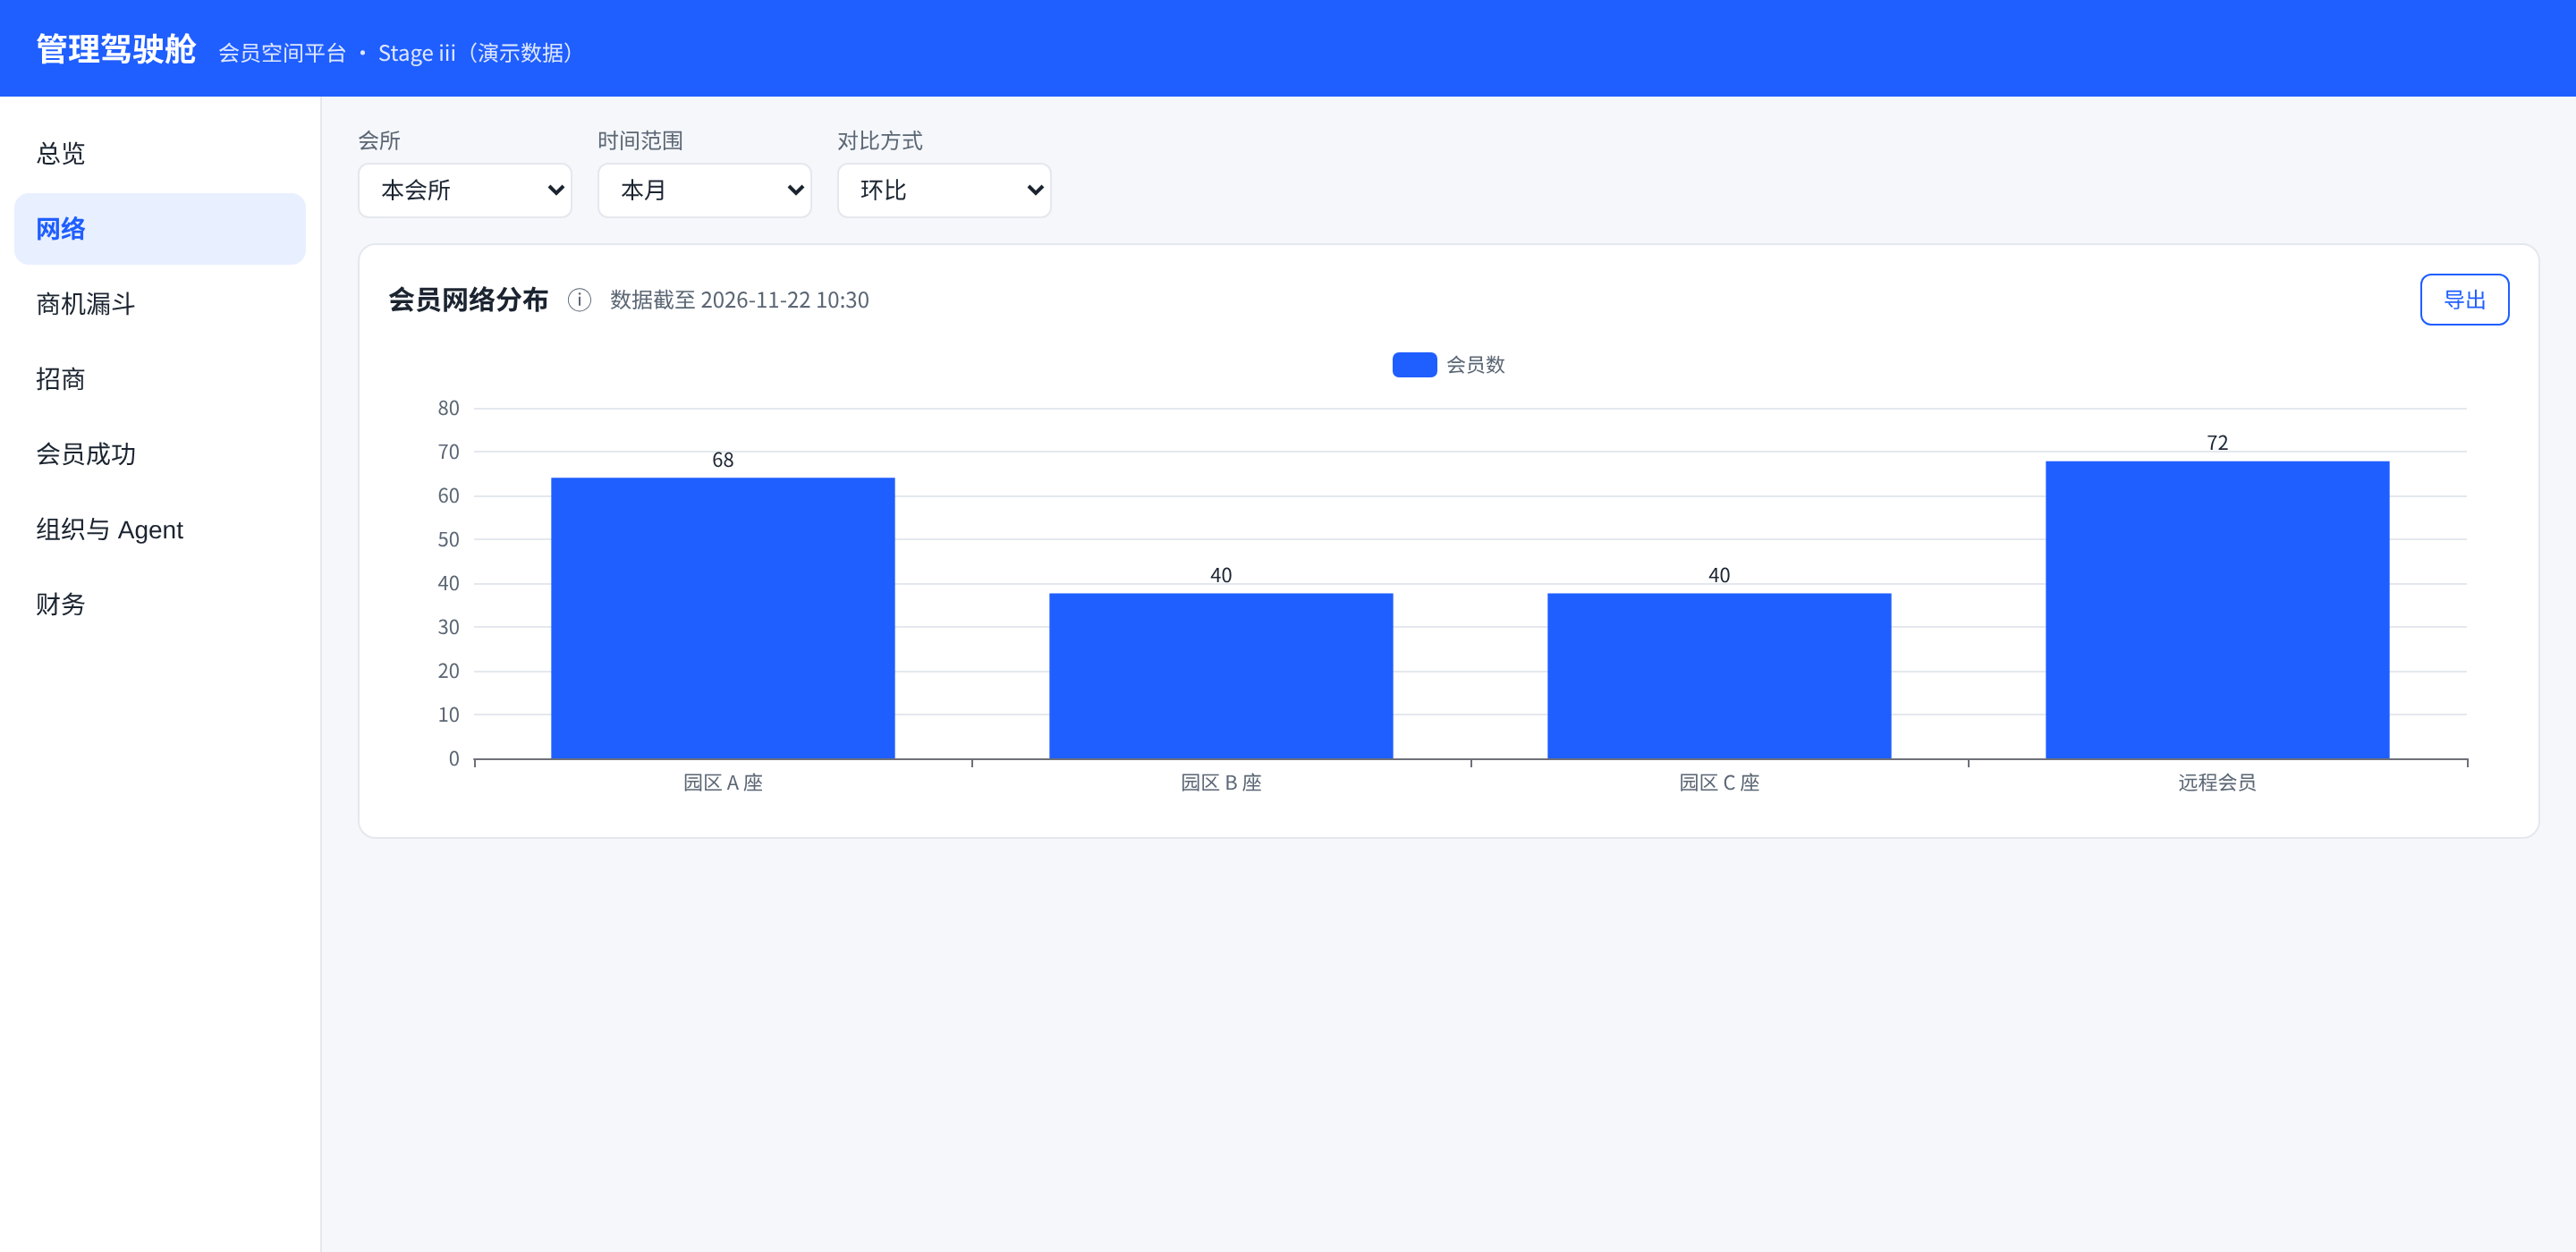 管理驾驶舱 会员空间平台 · Stage iii（演示数据）
总览
网络
商机漏斗
招商
会员成功
组织与 Agent
财务
会所 时间范围 对比方式
本会所 本月 环比
会员网络分布 ⓘ 数据截至 2026-11-22 10:30 导出
会员数
80
70
60
50
40
30
20
10
0
68 40 40 72
园区 A 座 园区 B 座 园区 C 座 远程会员